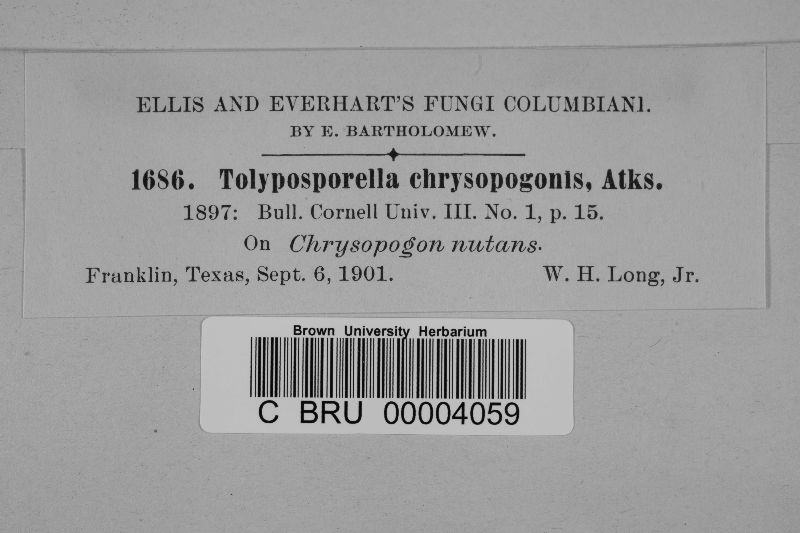 ELLIS AND EVERHART'S FUNGI COLUMBIANI.
BY E. BARTHOLOMEW.
1686. Tolyposporella chrysopogonis, Atks.
1897: Bull. Cornell Univ. III. No. 1, p. 15.
On Chrysopogon nutans.
Franklin, Texas, Sept. 6, 1901. W. H. Long, Jr.
Brown University Herbarium
C BRU 00004059